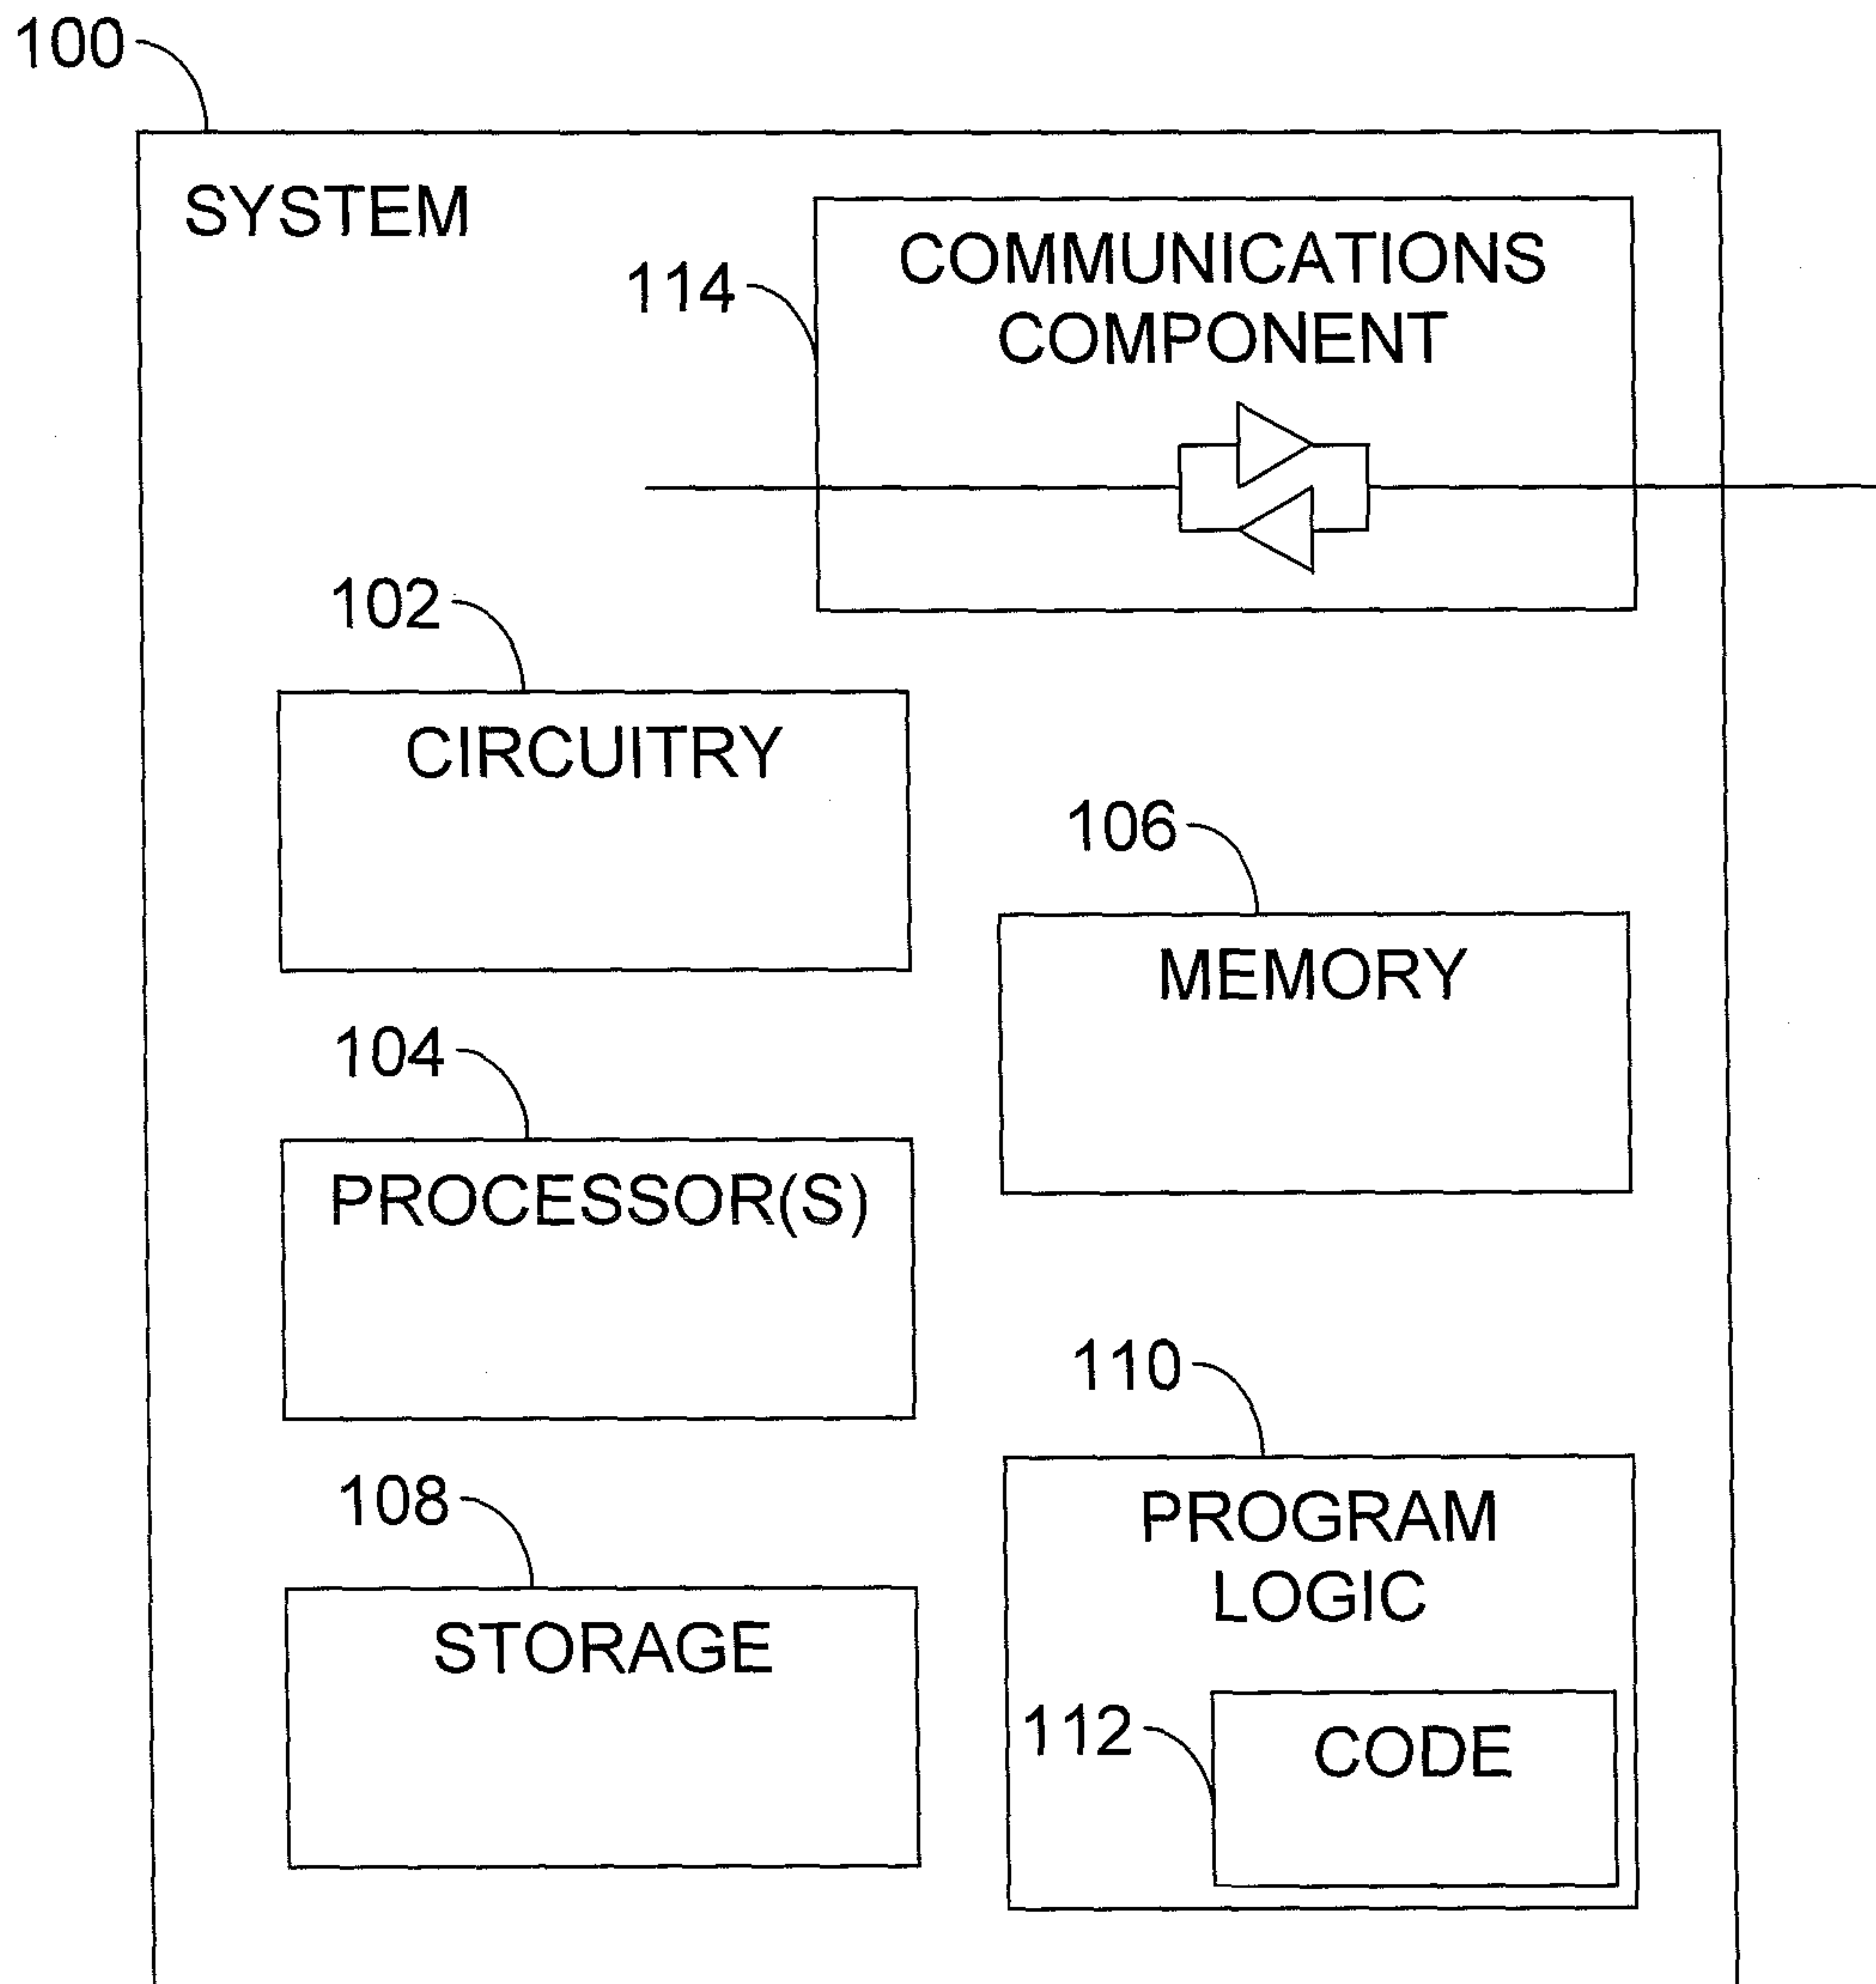 100
SYSTEM
COMMUNICATIONS
COMPONENT
114
102
CIRCUITRY
106
MEMORY
104
PROCESSOR(S)
110
PROGRAM
LOGIC
108
STORAGE
112
CODE